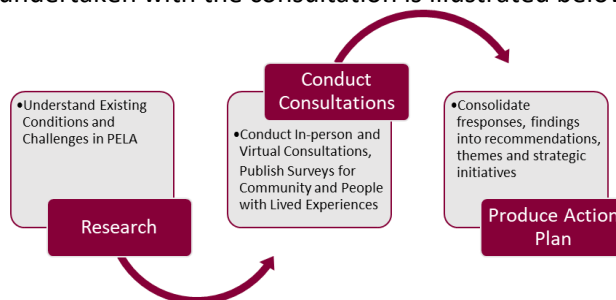 undertaken with the consultation is illustrated below
•Understand Existing
Conditions and
Challenges in PELA
Research
Conduct
Consultations
•Conduct In-person and
Virtual Consultations,
Publish Surveys for
Community and People
with Lived Experiences
•Consolidate
fresponses, findings
into recommendations,
themes and strategic
initiatives
Produce Action
Plan